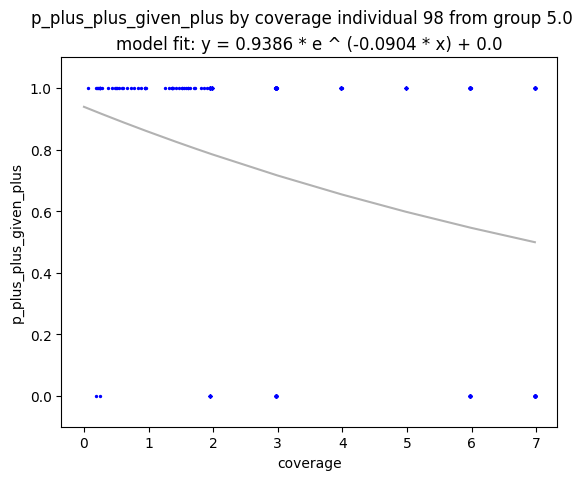 p_plus_plus_given_plus by coverage individual 98 from group 5.0
model fit: y = 0.9386 * e ^ (-0.0904 * x) + 0.0
1.0
0.8
0.6
0.4
0.2
0.0
p_plus_plus_given_plus
0 1 2 3 4 5 6 7
coverage